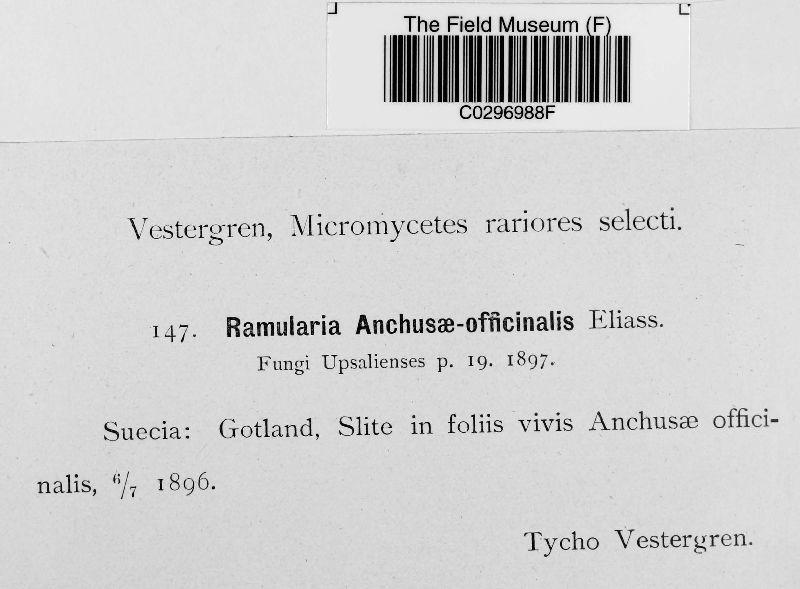 The Field Museum (F)
C0296988F
Vestergren, Micromycetes rariores selecti.
147. Ramularia Anchusæ-officinalis Eliass.
Fungi Upsalienses p. 19. 1897.
Suecia: Gotland, Slite in foliis vivis Anchusæ offici-
nalis, 6/7 1896.
Tycho Vestergren.